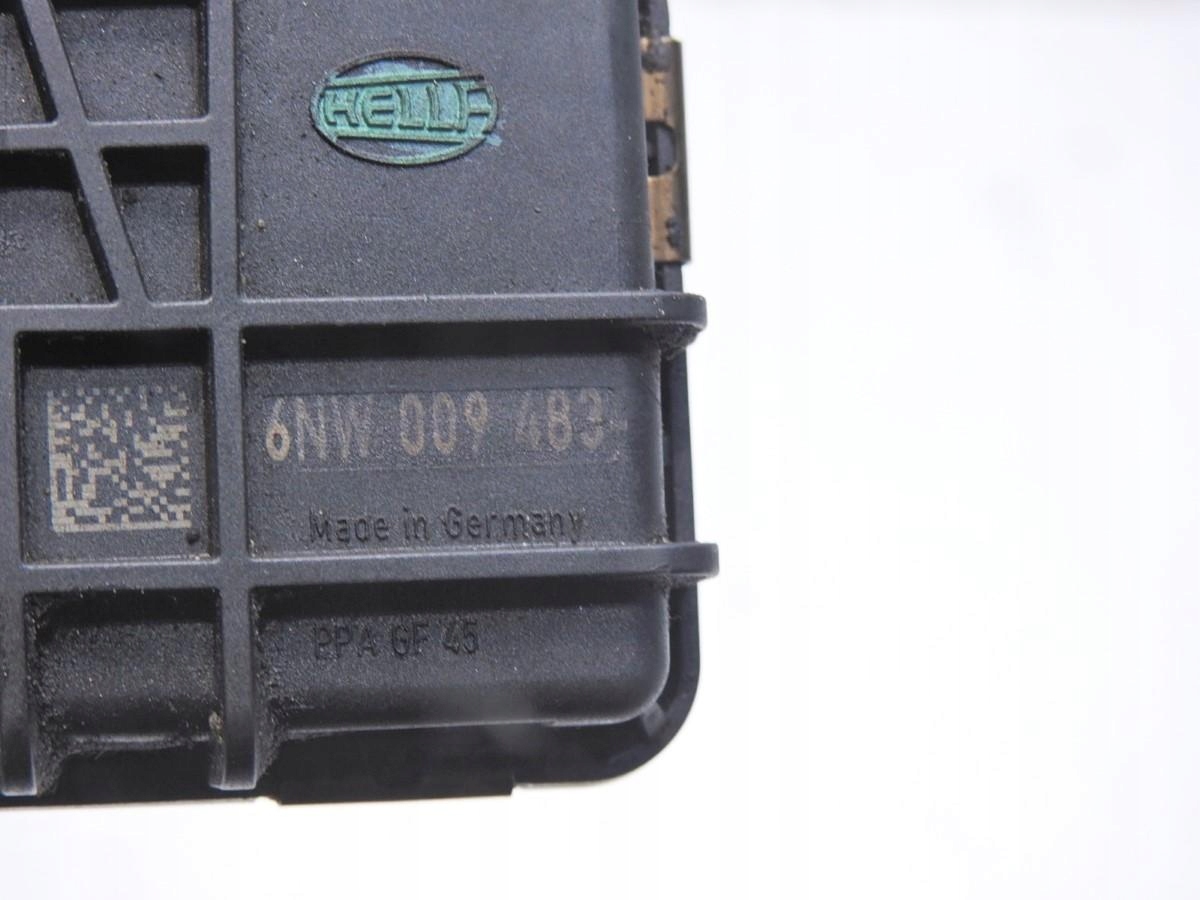 HELLA
6NW 009 483-
Made in Germany
PPA GF 45